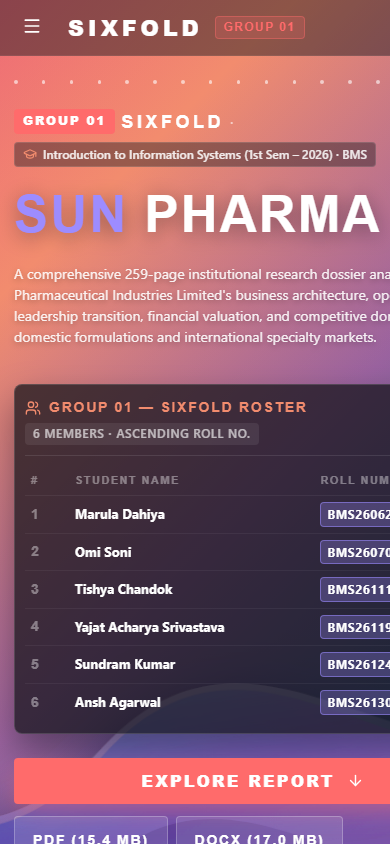 SIXFOLD GROUP 01
GROUP 01 SIXFOLD ·
Introduction to Information Systems (1st Sem – 2026) · BMS
SUN PHARMA
A comprehensive 259-page institutional research dossier ana
Pharmaceutical Industries Limited's business architecture, op
leadership transition, financial valuation, and competitive do
domestic formulations and international specialty markets.
GROUP 01 — SIXFOLD ROSTER
6 MEMBERS · ASCENDING ROLL NO.
# STUDENT NAME ROLL NUM
1 Marula Dahiya BMS26062
2 Omi Soni BMS26070
3 Tishya Chandok BMS26111
4 Yajat Acharya Srivastava BMS26119
5 Sundram Kumar BMS26124
6 Ansh Agarwal BMS26130
EXPLORE REPORT ↓
PDF (15.4 MB) DOCX (17.0 MB)